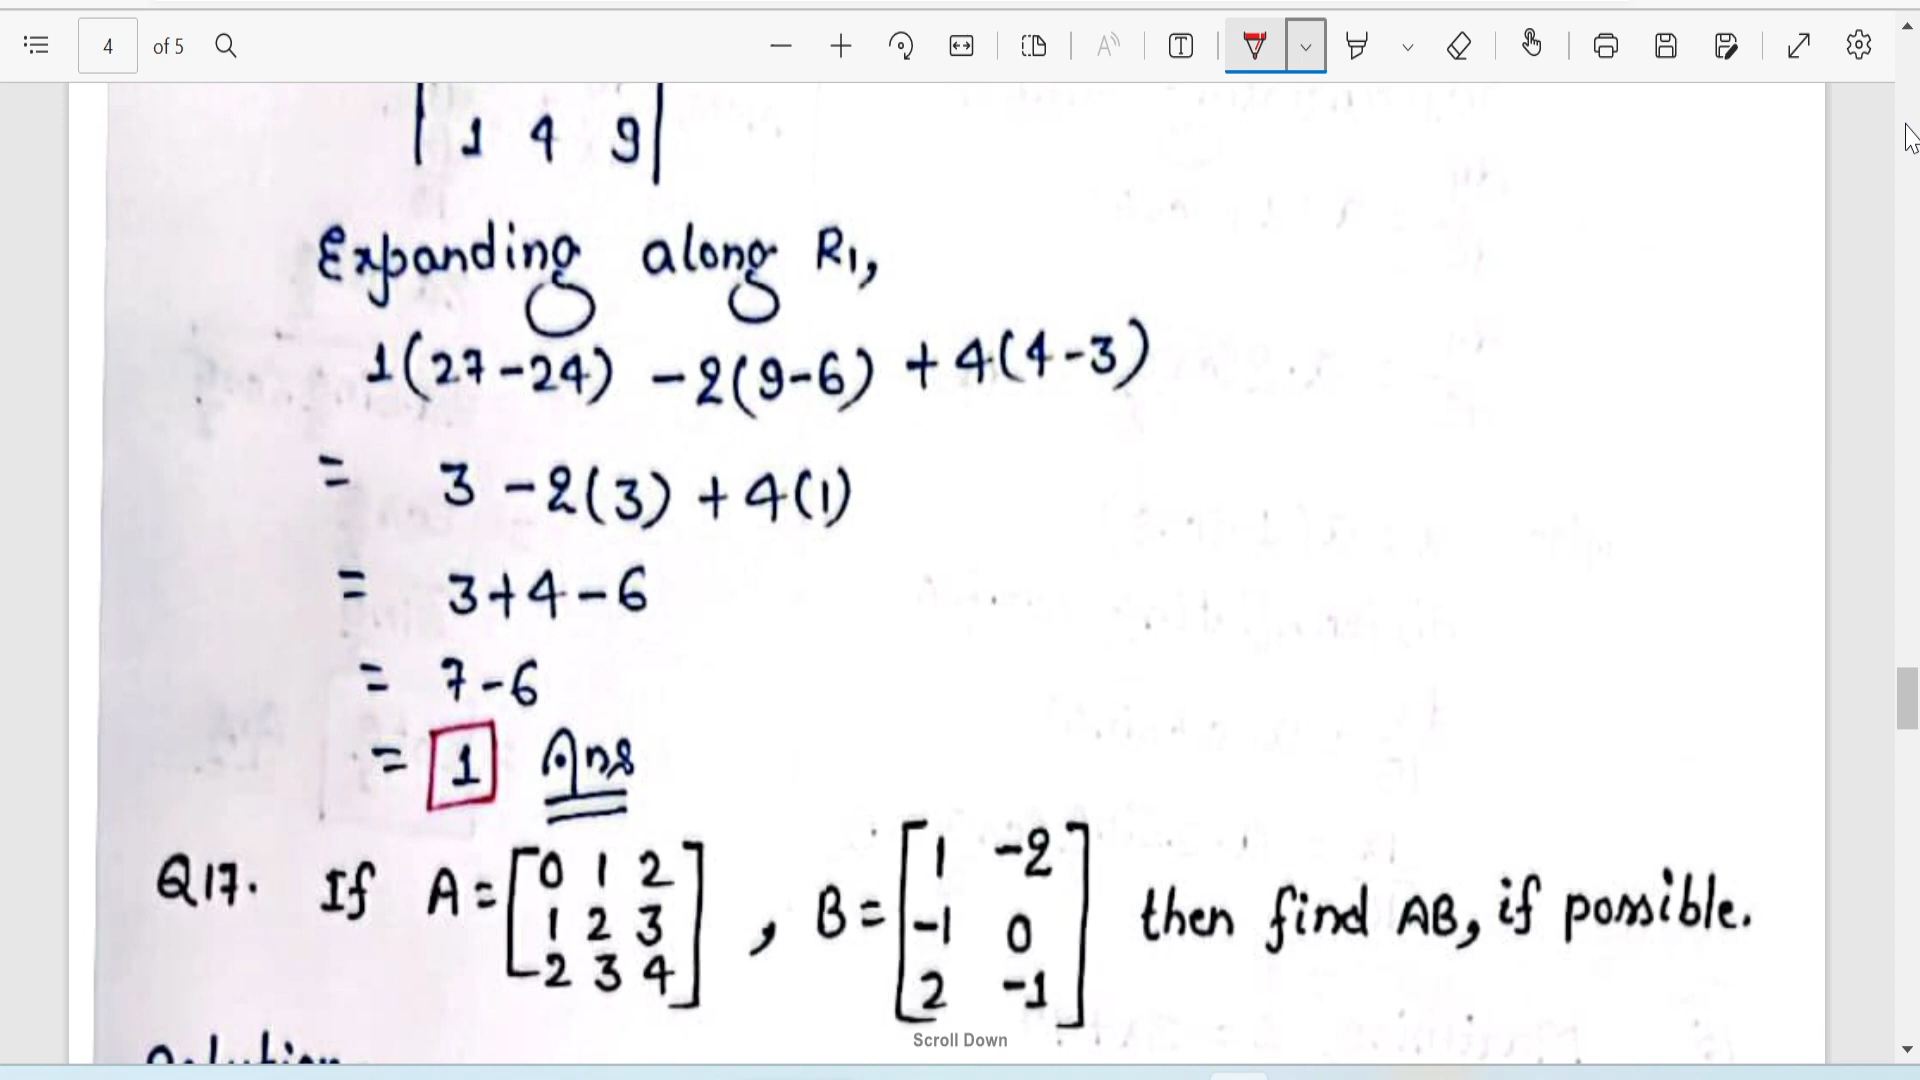 4 of 5
| 1 4 9 |
Expanding along R1,
1(27-24) -2(9-6) +4(4-3)
= 3 -2(3) +4(1)
= 3+4-6
= 7-6
= 1 Ans
Q17. If A=[0 1 2 , B=[1 -2 then find AB, if possible.
1 2 3 -1 0
2 3 4] 2 -1]
Scroll Down
Solution